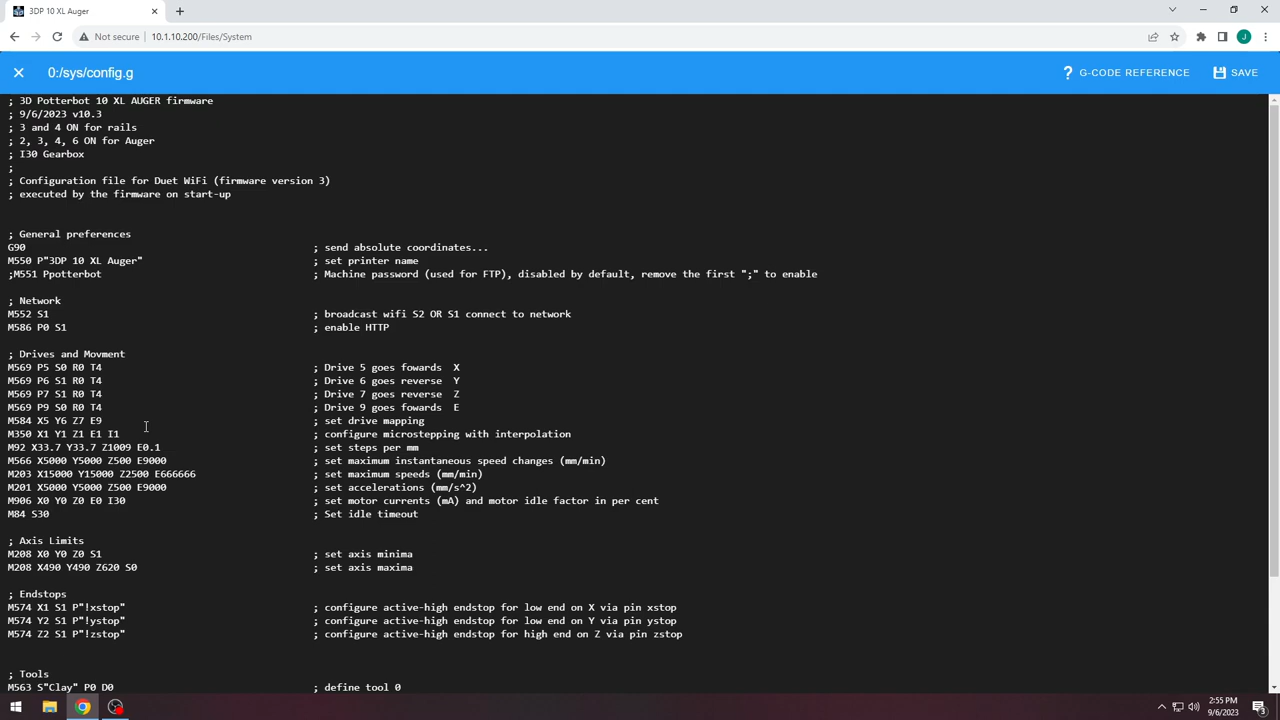 3DP 10 XL Auger
Not secure 10.1.10.200/Files/System
J
0:/sys/config.g
? G-CODE REFERENCE
SAVE
; 3D Potterbot 10 XL AUGER firmware
; 9/6/2023 v10.3
; 3 and 4 ON for rails
; 2, 3, 4, 6 ON for Auger
; I30 Gearbox
;
; Configuration file for Duet WiFi (firmware version 3)
; executed by the firmware on start-up
; General preferences
G90 ; send absolute coordinates...
M550 P"3DP 10 XL Auger" ; set printer name
;M551 Ppotterbot ; Machine password (used for FTP), disabled by default, remove the first ";" to enable
; Network
M552 S1 ; broadcast wifi S2 OR S1 connect to network
M586 P0 S1 ; enable HTTP
; Drives and Movment
M569 P5 S0 R0 T4 ; Drive 5 goes fowards X
M569 P6 S1 R0 T4 ; Drive 6 goes reverse Y
M569 P7 S1 R0 T4 ; Drive 7 goes reverse Z
M569 P9 S0 R0 T4 ; Drive 9 goes fowards E
M584 X5 Y6 Z7 E9 ; set drive mapping
M350 X1 Y1 Z1 E1 I1 ; configure microstepping with interpolation
M92 X33.7 Y33.7 Z1009 E0.1 ; set steps per mm
M566 X5000 Y5000 Z500 E9000 ; set maximum instantaneous speed changes (mm/min)
M203 X15000 Y15000 Z2500 E666666 ; set maximum speeds (mm/min)
M201 X5000 Y5000 Z500 E9000 ; set accelerations (mm/s^2)
M906 X0 Y0 Z0 E0 I30 ; set motor currents (mA) and motor idle factor in per cent
M84 S30 ; Set idle timeout
; Axis Limits
M208 X0 Y0 Z0 S1 ; set axis minima
M208 X490 Y490 Z620 S0 ; set axis maxima
; Endstops
M574 X1 S1 P"!xstop" ; configure active-high endstop for low end on X via pin xstop
M574 Y2 S1 P"!ystop" ; configure active-high endstop for low end on Y via pin ystop
M574 Z2 S1 P"!zstop" ; configure active-high endstop for high end on Z via pin zstop
; Tools
M563 S"Clay" P0 D0 ; define tool 0
2:55 PM
9/6/2023
3